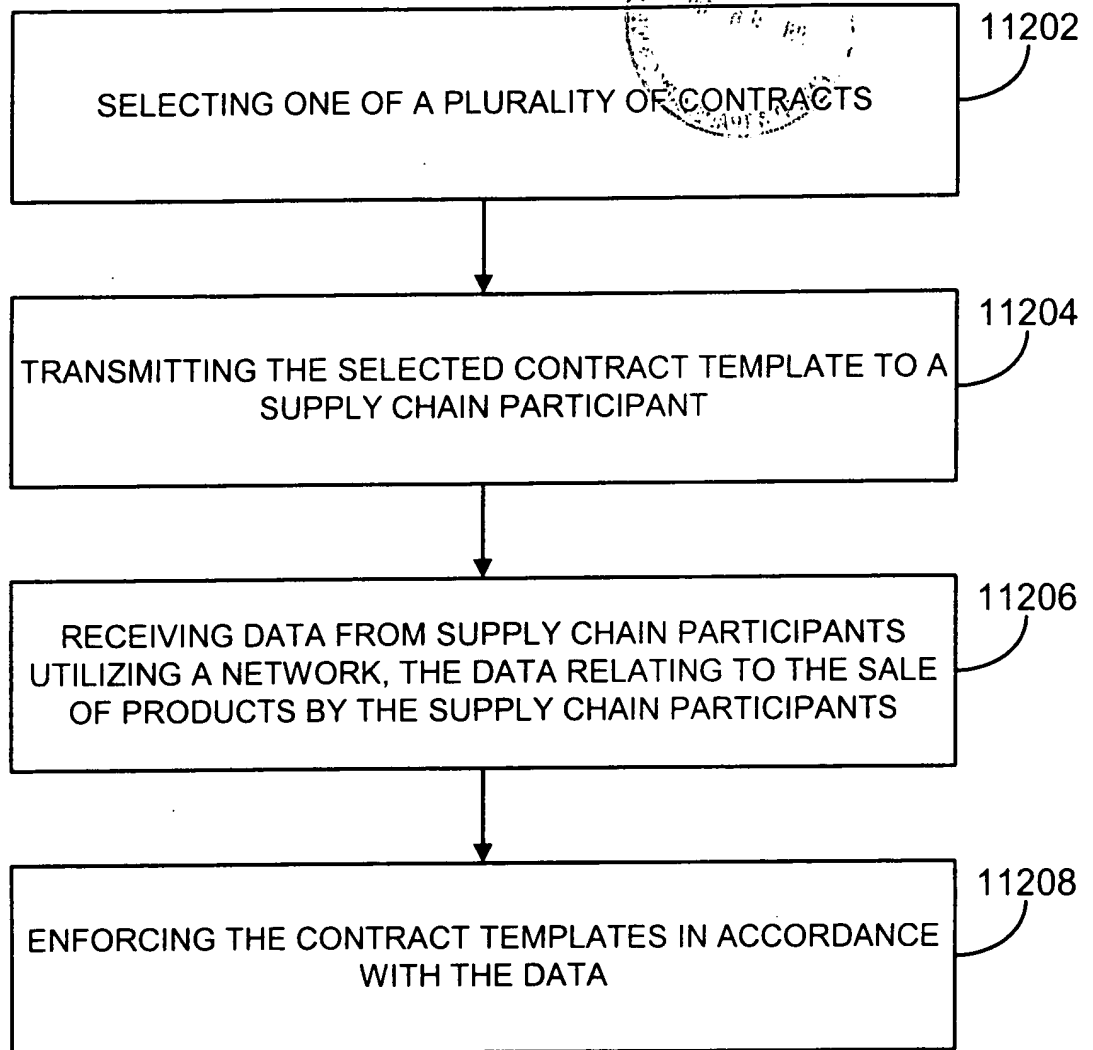 11202
SELECTING ONE OF A PLURALITY OF CONTRACTS
11204
TRANSMITTING THE SELECTED CONTRACT TEMPLATE TO A
SUPPLY CHAIN PARTICIPANT
11206
RECEIVING DATA FROM SUPPLY CHAIN PARTICIPANTS
UTILIZING A NETWORK, THE DATA RELATING TO THE SALE
OF PRODUCTS BY THE SUPPLY CHAIN PARTICIPANTS
11208
ENFORCING THE CONTRACT TEMPLATES IN ACCORDANCE
WITH THE DATA